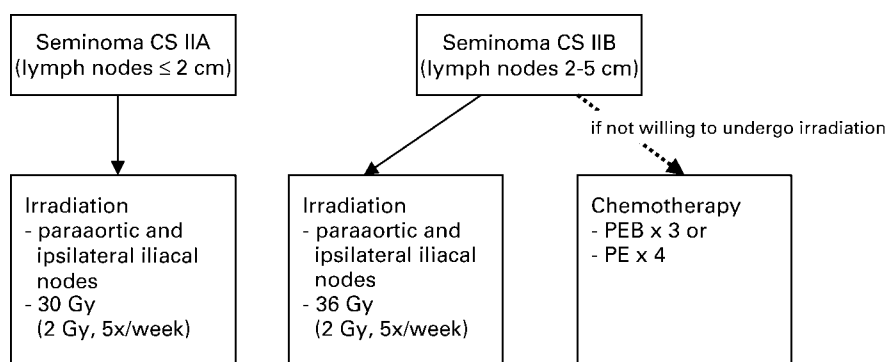 Seminoma CS IIA
(lymph nodes ≤ 2 cm)
Seminoma CS IIB
(lymph nodes 2-5 cm)
if not willing to undergo irradiation
Irradiation
- paraaortic and
ipsilateral iliacal
nodes
- 30 Gy
(2 Gy, 5x/week)
Irradiation
- paraaortic and
ipsilateral iliacal
nodes
- 36 Gy
(2 Gy, 5x/week)
Chemotherapy
- PEB x 3 or
- PE x 4